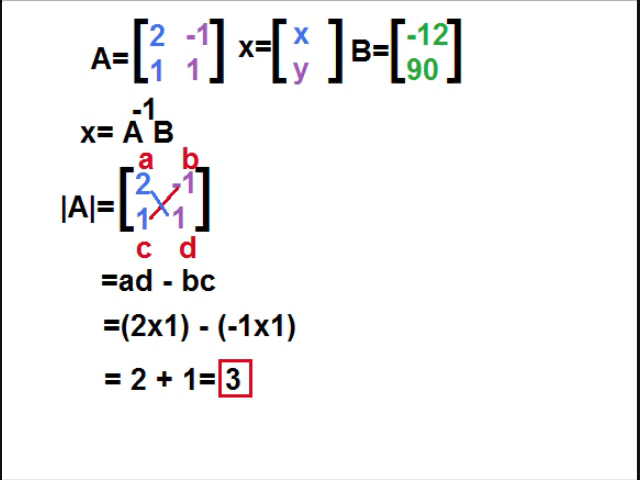 A= [2 -1 x= [x B= [-12
1 1] y] 90]
-1
x= A B
a b
|A|= [2 -1
1 1]
c d
=ad - bc
=(2x1) - (-1x1)
= 2 + 1= 3